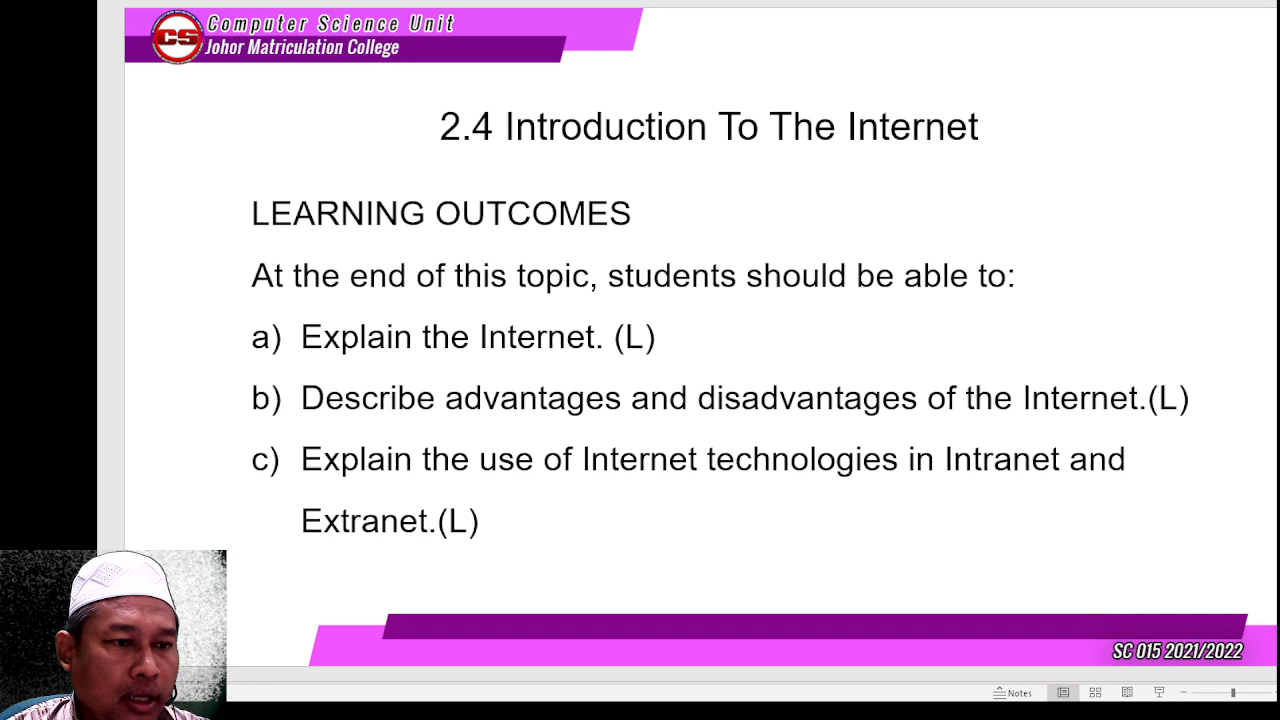 Computer Science Unit
CS
Johor Matriculation College
2.4 Introduction To The Internet
LEARNING OUTCOMES
At the end of this topic, students should be able to:
a) Explain the Internet. (L)
b) Describe advantages and disadvantages of the Internet.(L)
c) Explain the use of Internet technologies in Intranet and
Extranet.(L)
SC 015 2021/2022
Notes